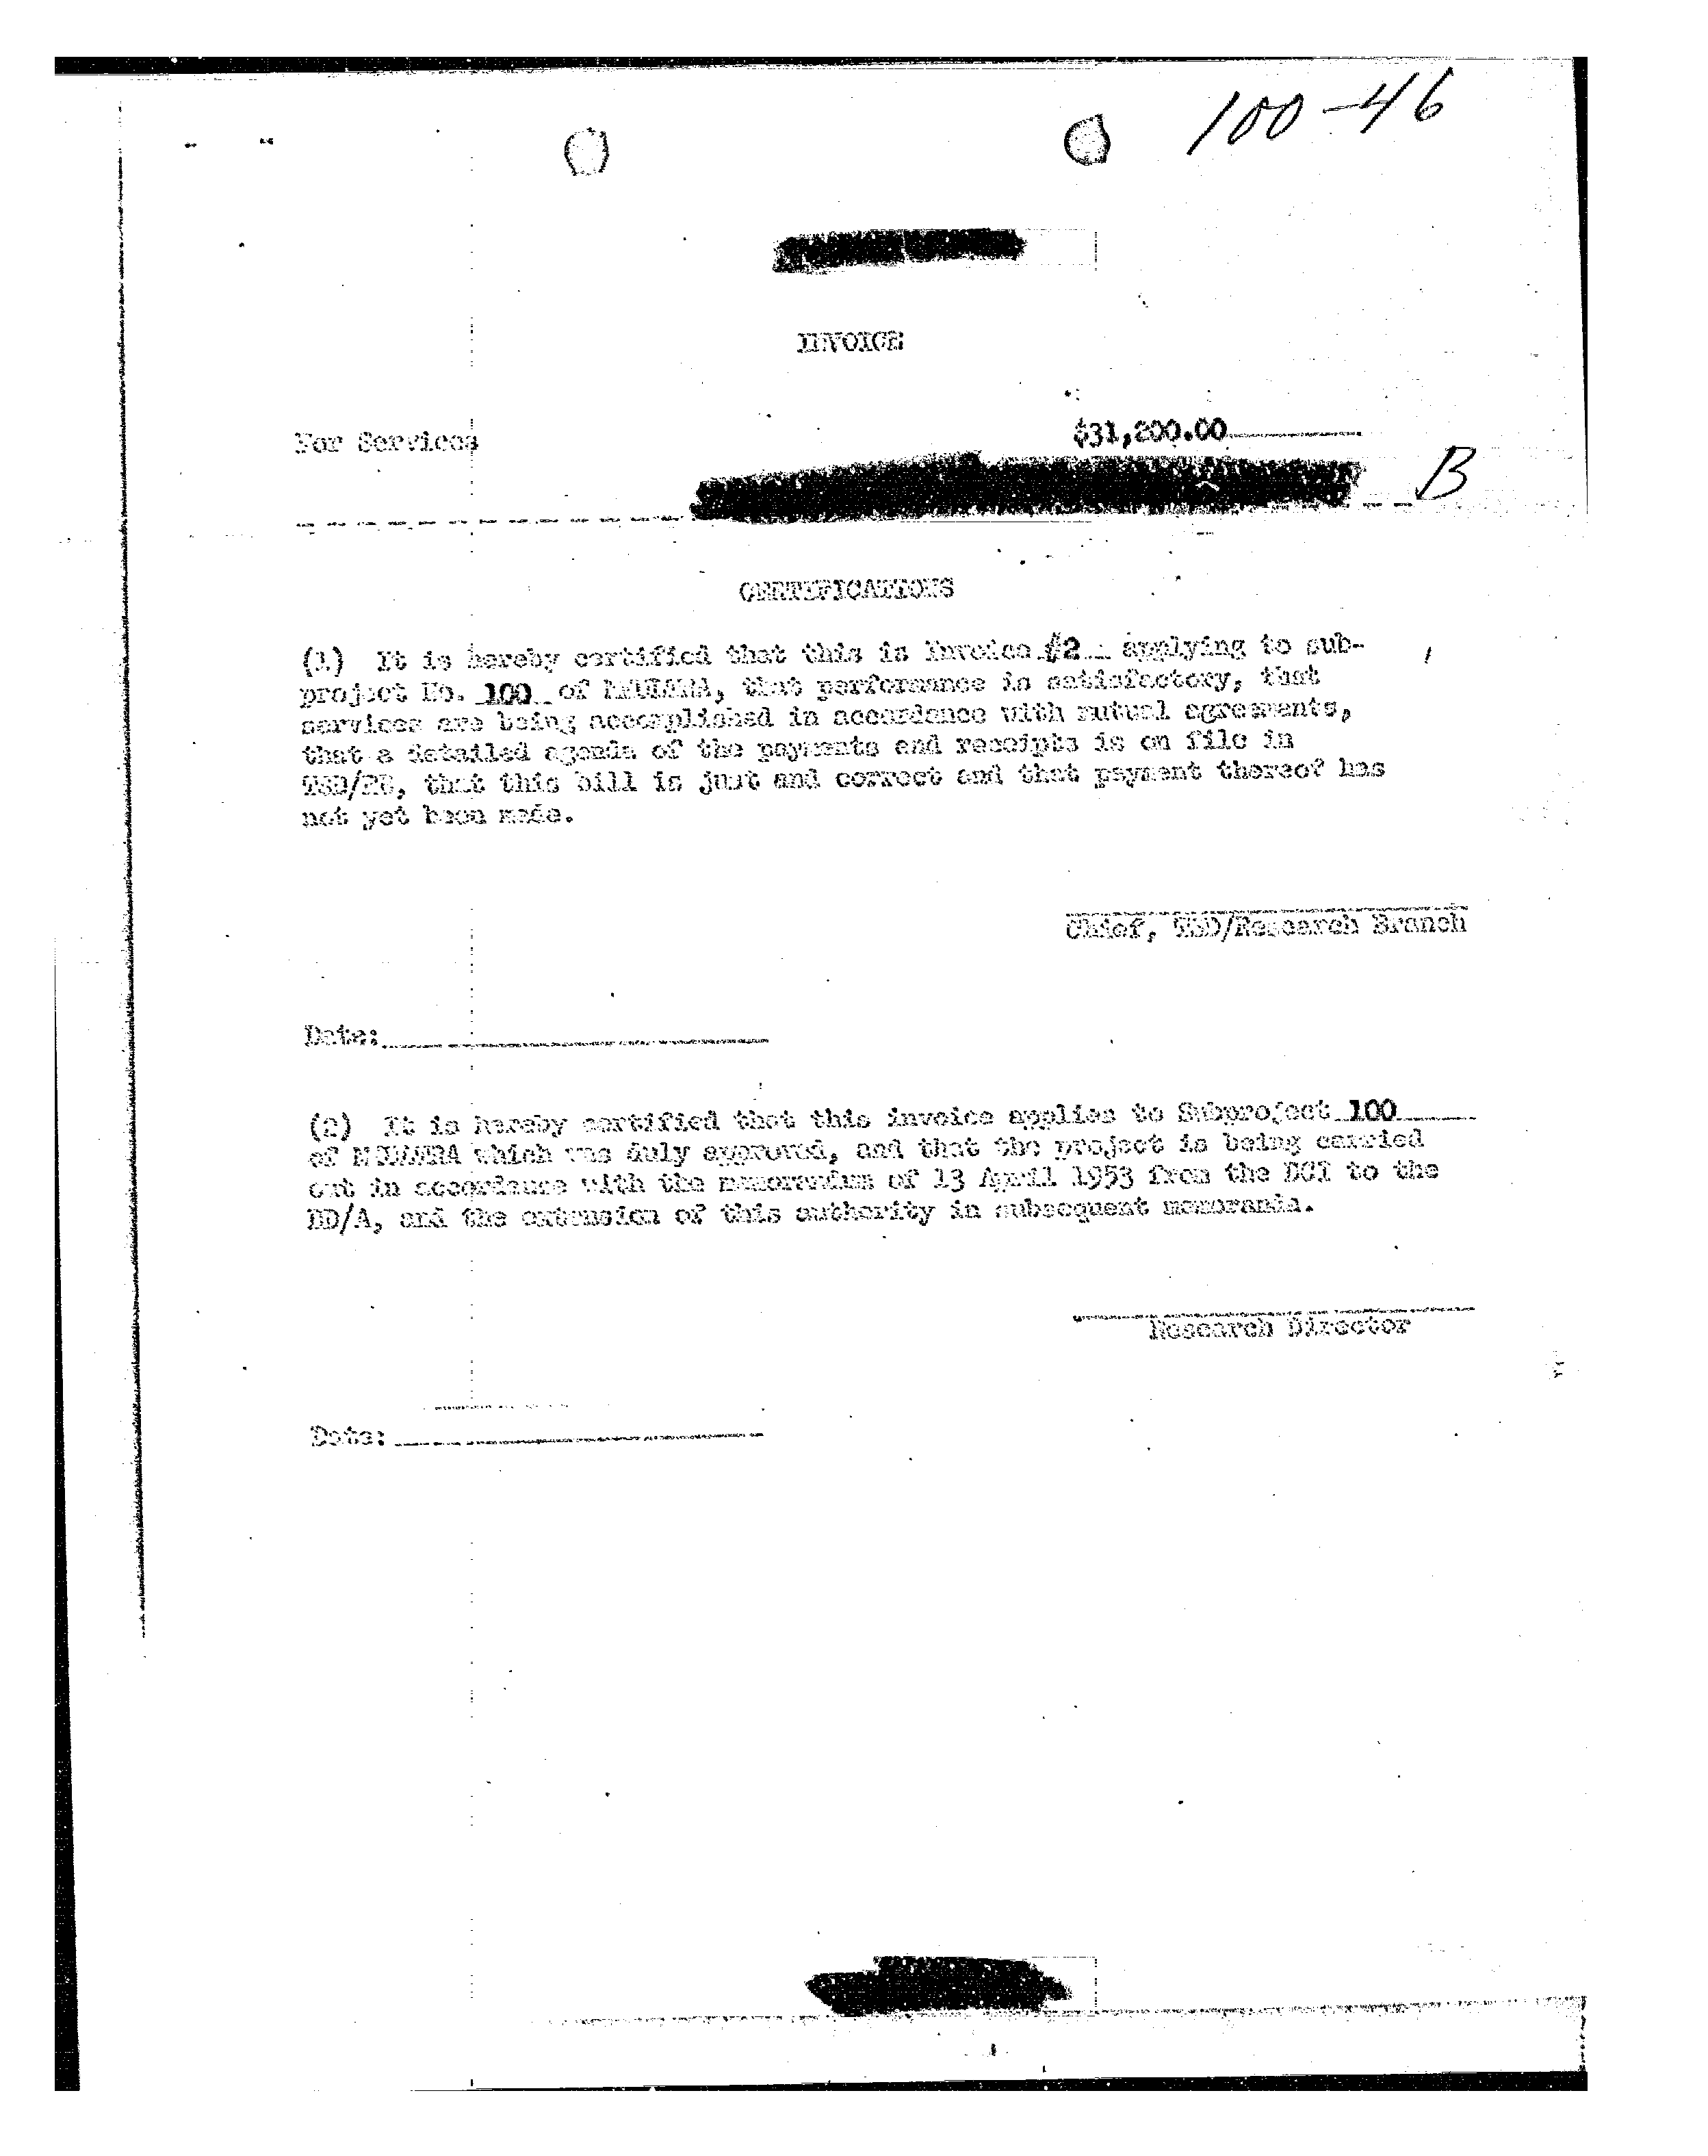 100-46
INVOICE
For Services
$31,200.00
B
CERTIFICATIONS
(1) It is hereby certified that this is Invoice #2 applying to sub-
project No. 100 of MKULTRA, that performance is satisfactory, that
services are being accomplished in accordance with mutual agreements,
that a detailed agenda of the payments and receipts is on file in
TSD/RB, that this bill is just and correct and that payment thereof has
not yet been made.
Chief, TSD/Research Branch
Date:
(2) It is hereby certified that this invoice applies to Subproject 100
of MKULTRA which was duly approved, and that the project is being carried
out in accordance with the memorandum of 13 April 1953 from the DCI to the
DD/A, and the extension of this authority in subsequent memoranda.
Research Director
Date: